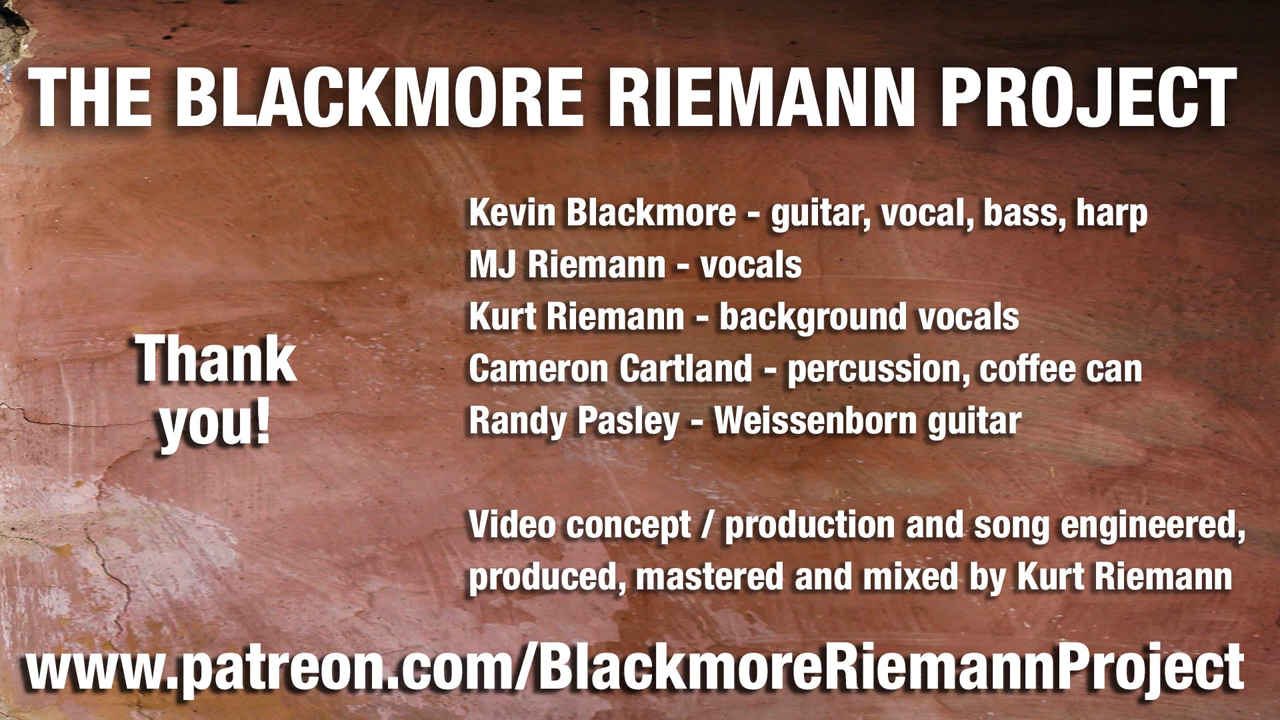 THE BLACKMORE RIEMANN PROJECT
Kevin Blackmore - guitar, vocal, bass, harp
MJ Riemann - vocals
Kurt Riemann - background vocals
Cameron Cartland - percussion, coffee can
Randy Pasley - Weissenborn guitar
Thank
you!
Video concept / production and song engineered,
produced, mastered and mixed by Kurt Riemann
www.patreon.com/BlackmoreRiemannProject